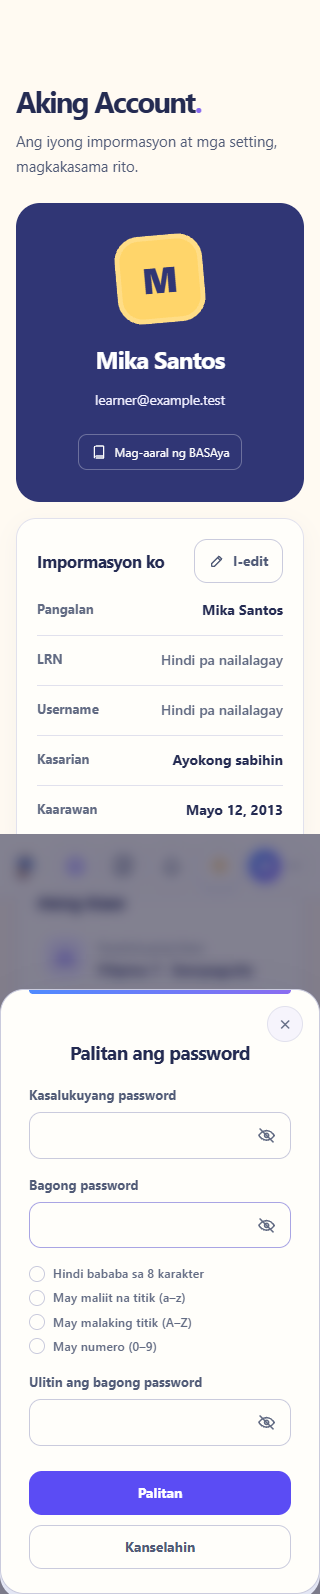 Aking Account.
Ang iyong impormasyon at mga setting,
magkakasama rito.
M
Mika Santos
learner@example.test
Mag-aaral ng BASAya
Impormasyon ko
I-edit
Pangalan Mika Santos
LRN Hindi pa nailalagay
Username Hindi pa nailalagay
Kasarian Ayokong sabihin
Kaarawan Mayo 12, 2013
Palitan ang password
Kasalukuyang password
Bagong password
Hindi bababa sa 8 karakter
May maliit na titik (a–z)
May malaking titik (A–Z)
May numero (0–9)
Ulitin ang bagong password
Palitan
Kanselahin